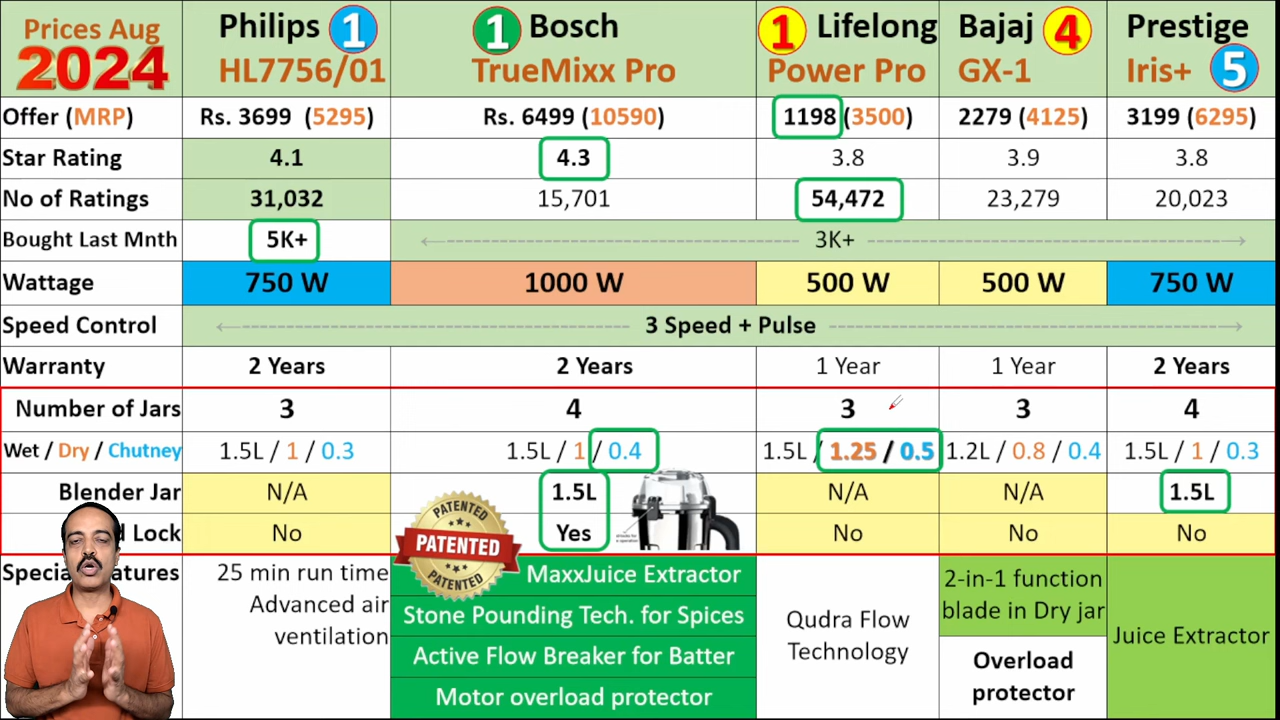 Prices Aug 2024
Philips 1 HL7756/01
1 Bosch TrueMixx Pro
1 Lifelong Power Pro
Bajaj 4 GX-1
Prestige Iris+ 5
Offer (MRP) Rs. 3699 (5295) Rs. 6499 (10590) 1198 (3500) 2279 (4125) 3199 (6295)
Star Rating 4.1 4.3 3.8 3.9 3.8
No of Ratings 31,032 15,701 54,472 23,279 20,023
Bought Last Mnth 5K+ 3K+
Wattage 750 W 1000 W 500 W 500 W 750 W
Speed Control 3 Speed + Pulse
Warranty 2 Years 2 Years 1 Year 1 Year 2 Years
Number of Jars 3 4 3 3 4
Wet / Dry / Chutney 1.5L / 1 / 0.3 1.5L / 1 / 0.4 1.5L / 1.25 / 0.5 1.2L / 0.8 / 0.4 1.5L / 1 / 0.3
Blender Jar N/A 1.5L N/A N/A 1.5L
Lock No Yes No No No
PATENTED
PATENTED
PATENTED
25 min run time
Advanced air
ventilation
MaxxJuice Extractor
Stone Pounding Tech. for Spices
Active Flow Breaker for Batter
Motor overload protector
Qudra Flow
Technology
2-in-1 function
blade in Dry jar
Overload
protector
Juice Extractor